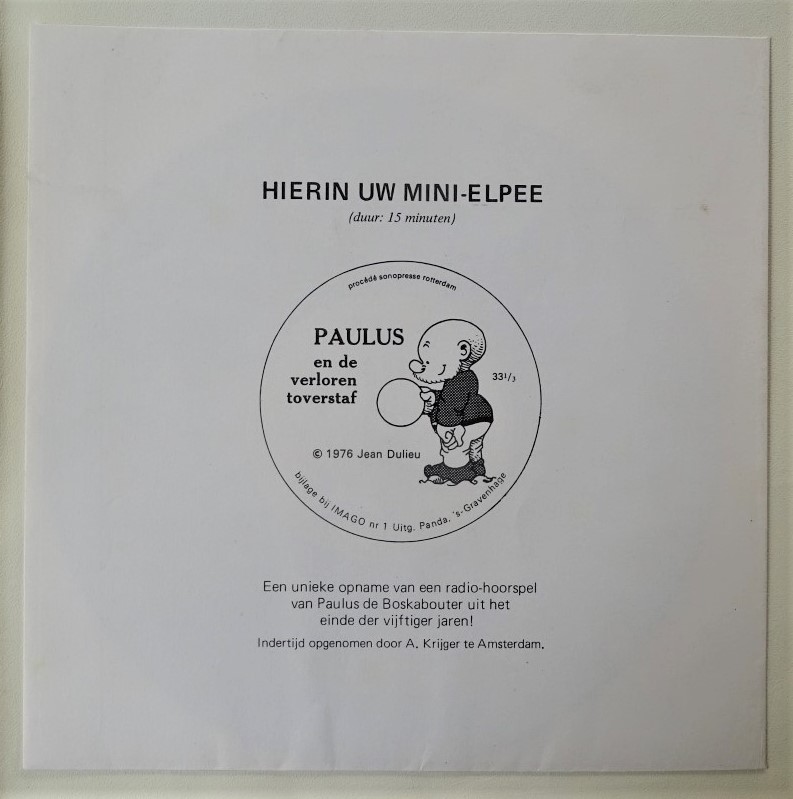 HIERIN UW MINI-ELPEE
(duur: 15 minuten)
procédé sonopresse rotterdam
PAULUS
en de
verloren
toverstaf
33 1/3
© 1976 Jean Dulieu
bijlage bij IMAGO nr 1 Uitg. Panda, 's-Gravenhage
Een unieke opname van een radio-hoorspel
van Paulus de Boskabouter uit het
einde der vijftiger jaren!
Indertijd opgenomen door A. Krijger te Amsterdam.